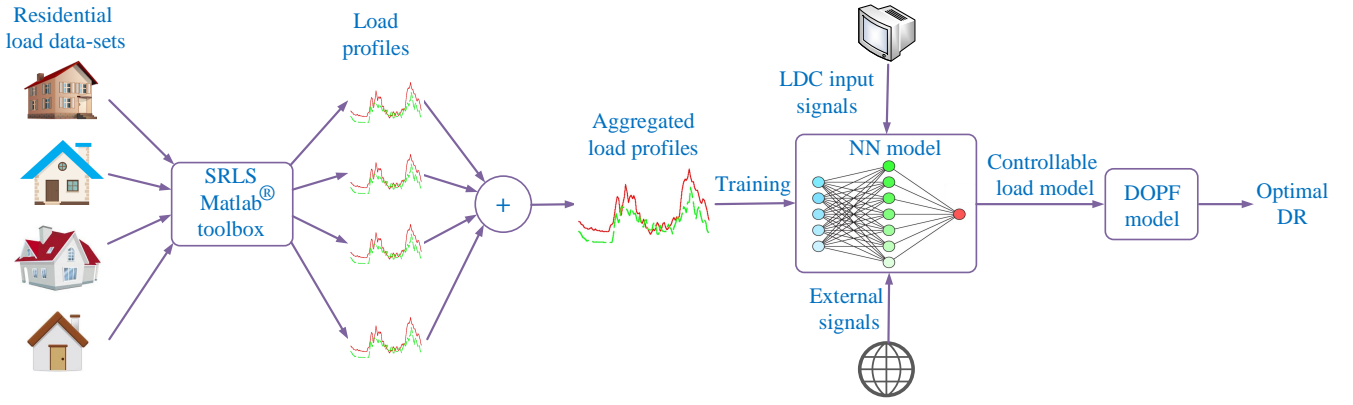 Residential
load data-sets
SRLS
Matlab®
toolbox
Load
profiles
+
Aggregated
load profiles
Training
LDC input
signals
NN model
External
signals
Controllable
load model
DOPF
model
Optimal
DR